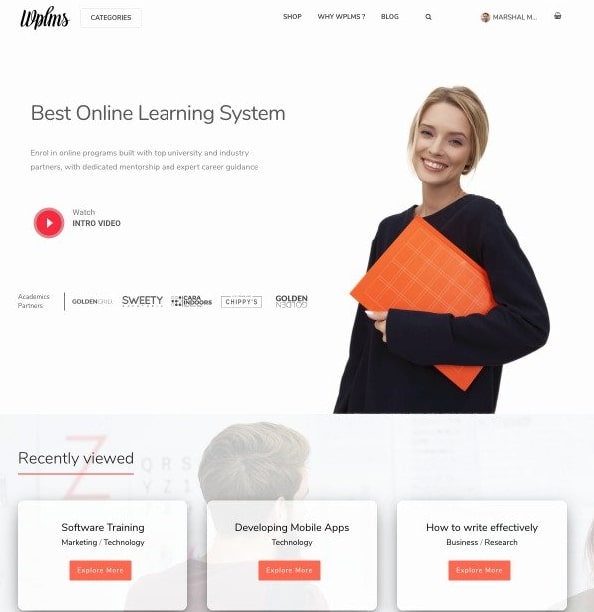 Wplms
CATEGORIES
SHOP
WHY WPLMS ?
BLOG
MARSHAL M...
Best Online Learning System
Enrol in online programs built with top university and industry
partners, with dedicated mentorship and expert career guidance
Watch
INTRO VIDEO
Academics
Partners
GOLDENGRID.
SWEETY
CARA
INDOORS
CHIPPY'S
GOLDEN
GOLDEN
Recently viewed
Software Training
Marketing / Technology
Explore More
Developing Mobile Apps
Technology
Explore More
How to write effectively
Business / Research
Explore More